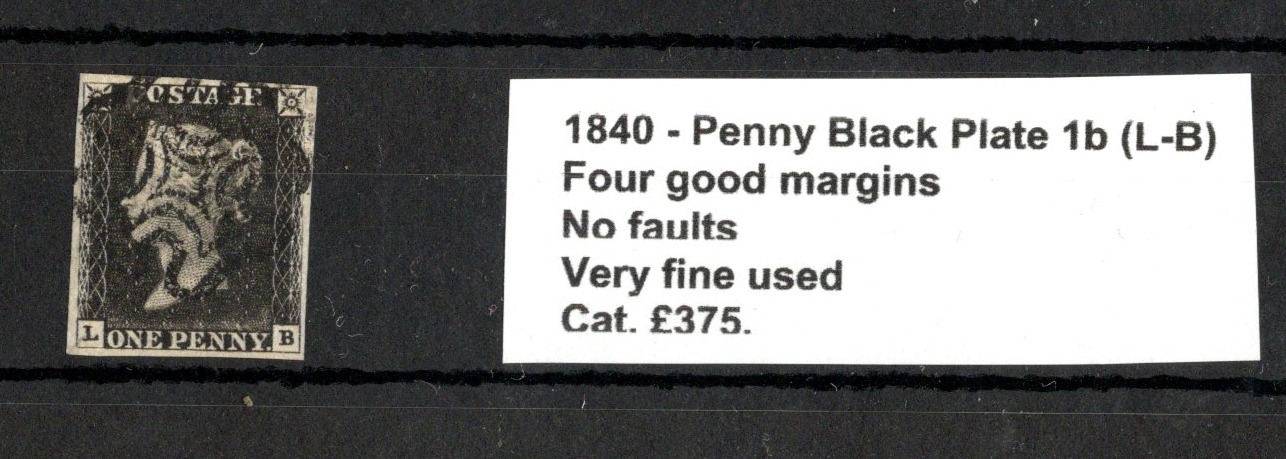 POSTAGE
L ONE PENNY. B
1840 - Penny Black Plate 1b (L-B)
Four good margins
No faults
Very fine used
Cat. £375.